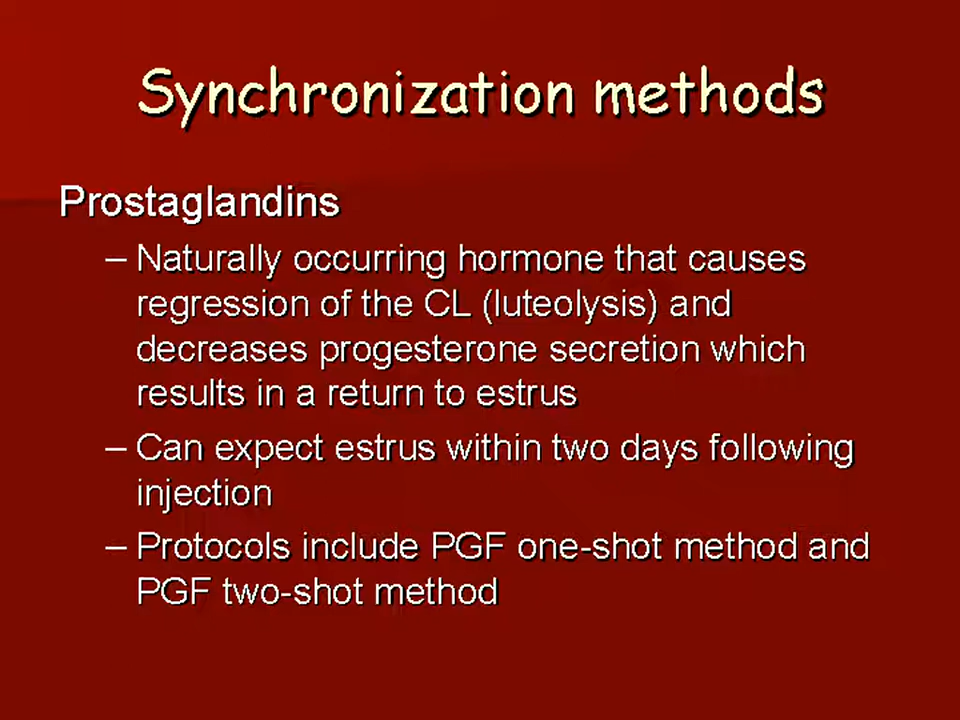 Synchronization methods
Prostaglandins
– Naturally occurring hormone that causes
regression of the CL (luteolysis) and
decreases progesterone secretion which
results in a return to estrus
– Can expect estrus within two days following
injection
– Protocols include PGF one-shot method and
PGF two-shot method